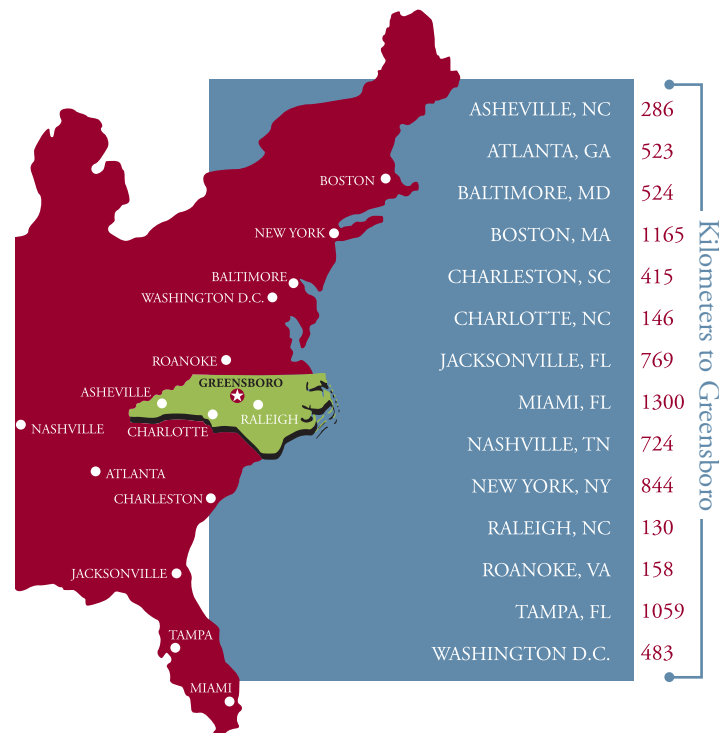 BOSTON
NEW YORK
BALTIMORE
WASHINGTON D.C.
ROANOKE
GREENSBORO
ASHEVILLE
RALEIGH
CHARLOTTE
NASHVILLE
ATLANTA
CHARLESTON
JACKSONVILLE
TAMPA
MIAMI
ASHEVILLE, NC 286
ATLANTA, GA 523
BALTIMORE, MD 524
BOSTON, MA 1165
CHARLESTON, SC 415
CHARLOTTE, NC 146
JACKSONVILLE, FL 769
MIAMI, FL 1300
NASHVILLE, TN 724
NEW YORK, NY 844
RALEIGH, NC 130
ROANOKE, VA 158
TAMPA, FL 1059
WASHINGTON D.C. 483
Kilometers to Greensboro